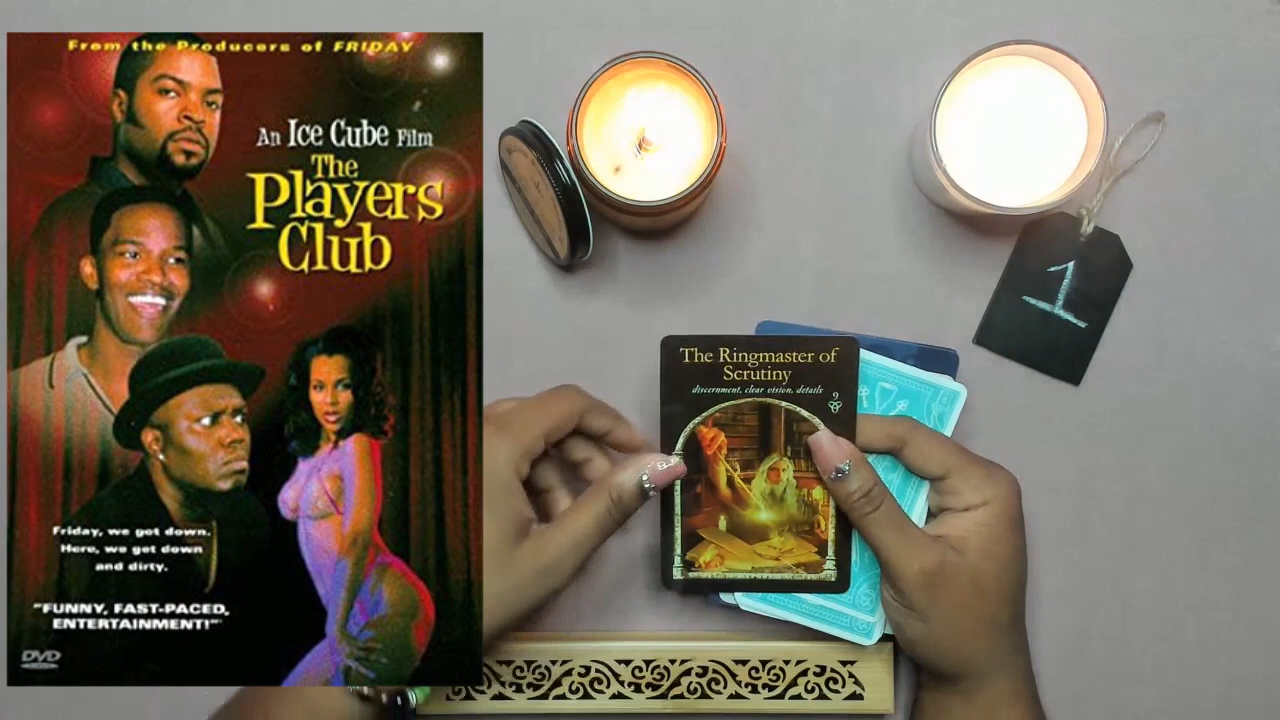 From the Producers of FRIDAY
An Ice Cube Film
The
Players
Club
Friday, we got down.
Here, we get down
and dirty.
"FUNNY, FAST-PACED,
ENTERTAINMENT!"
DVD
1
The Ringmaster of
Scrutiny
discernment, clear vision, details
9